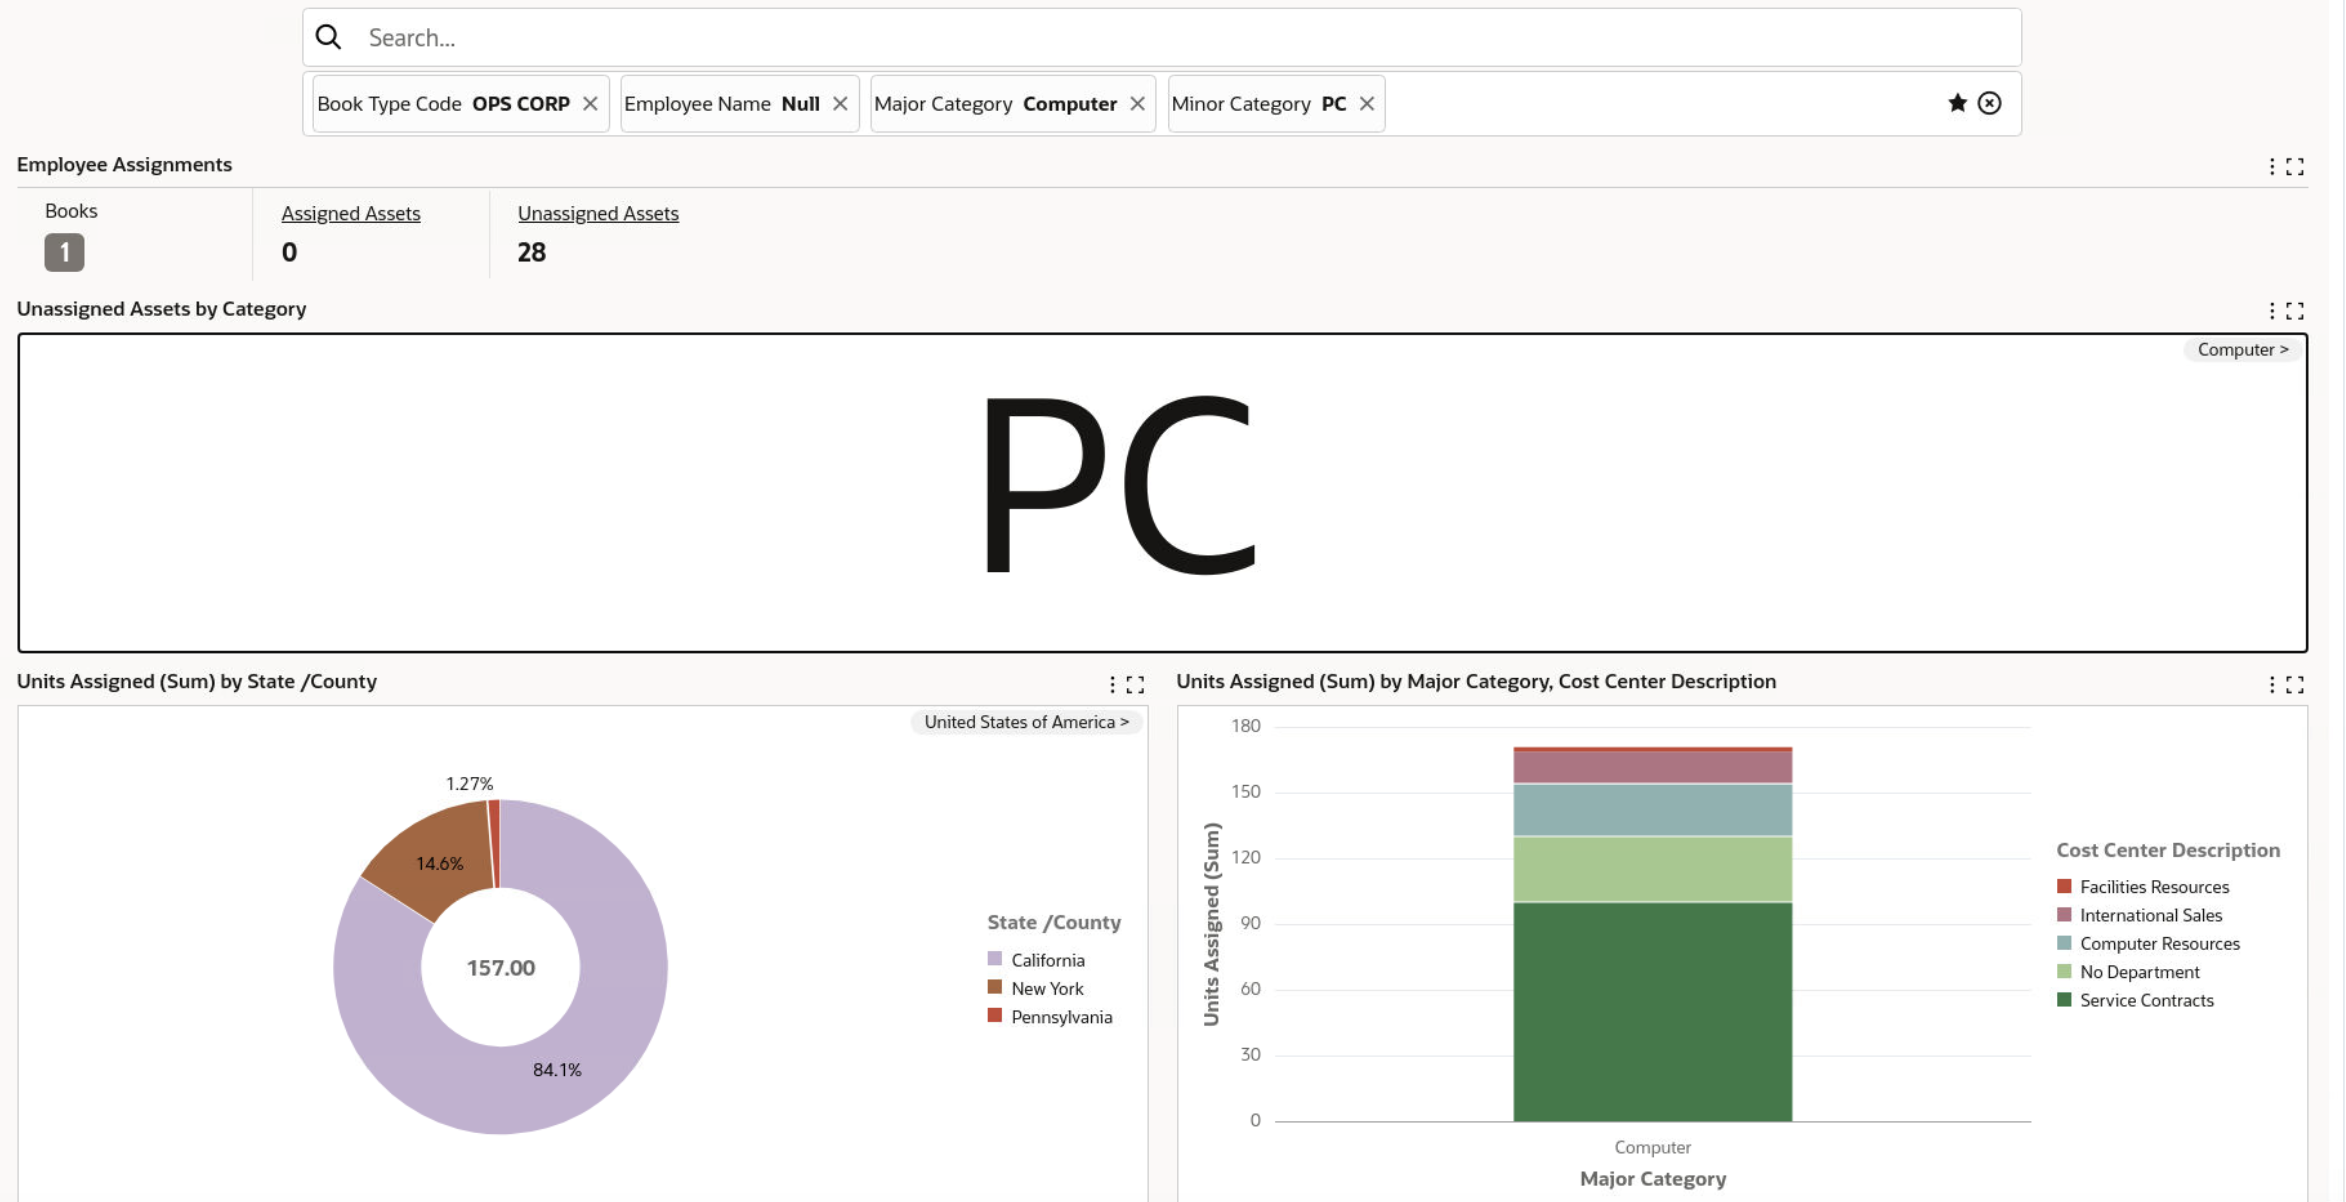 Search...
Book Type Code OPS CORP
Employee Name Null
Major Category Computer
Minor Category PC
Employee Assignments
Books
1
Assigned Assets
0
Unassigned Assets
28
Unassigned Assets by Category
Computer >
PC
Units Assigned (Sum) by State /County
United States of America >
1.27%
14.6%
157.00
84.1%
State /County
California
New York
Pennsylvania
Units Assigned (Sum) by Major Category, Cost Center Description
Units Assigned (Sum)
180
150
120
90
60
30
0
Computer
Major Category
Cost Center Description
Facilities Resources
International Sales
Computer Resources
No Department
Service Contracts